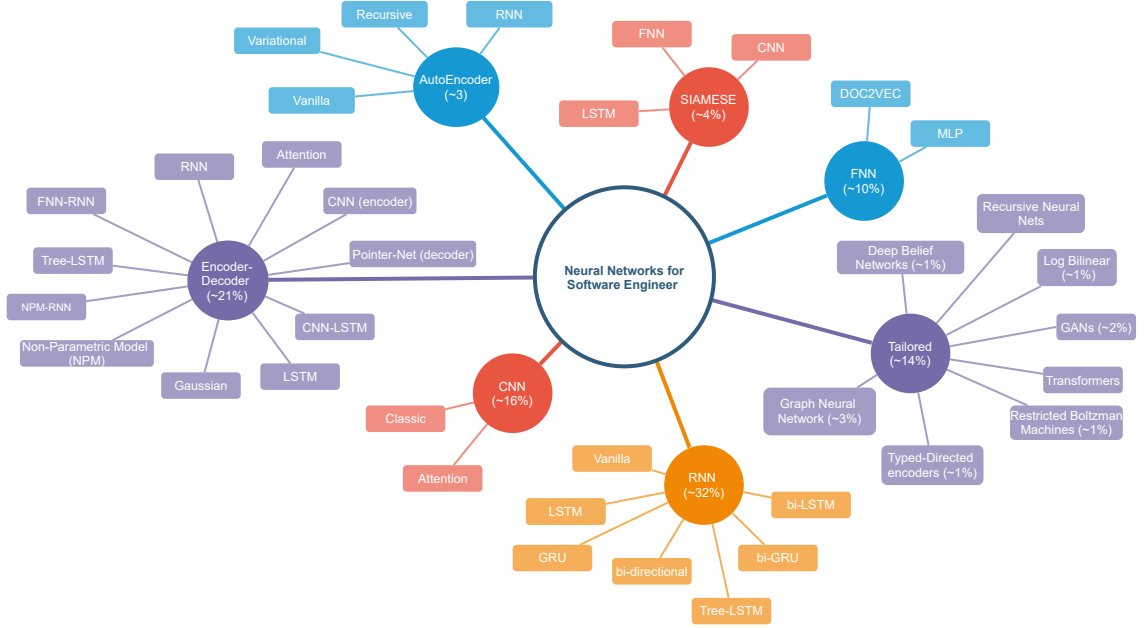 Recursive
RNN
Variational
AutoEncoder
(~3)
Vanilla
FNN
CNN
SIAMESE
(~4%)
LSTM
DOC2VEC
MLP
FNN
(~10%)
Attention
RNN
FNN-RNN
CNN (encoder)
Tree-LSTM
Pointer-Net (decoder)
Encoder-
Decoder
(~21%)
NPM-RNN
CNN-LSTM
Non-Parametric Model
(NPM)
Gaussian
LSTM
Neural Networks for
Software Engineer
Recursive Neural
Nets
Deep Belief
Networks (~1%)
Log Bilinear
(~1%)
GANs (~2%)
Tailored
(~14%)
Transformers
Graph Neural
Network (~3%)
Restricted Boltzman
Machines (~1%)
Typed-Directed
encoders (~1%)
CNN
(~16%)
Classic
Attention
Vanilla
RNN
(~32%)
LSTM
bi-LSTM
GRU
bi-directional
bi-GRU
Tree-LSTM